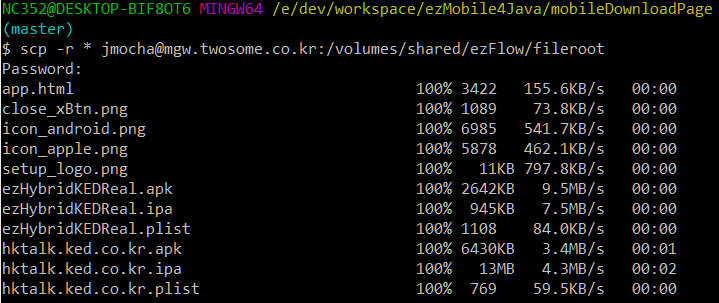 NC352@DESKTOP-BIF8OT6 MINGW64 /e/dev/workspace/ezMobile4Java/mobileDownloadPage
(master)
$ scp -r * jmocha@mgw.twosome.co.kr:/volumes/shared/ezFlow/fileroot
Password:
app.html 100% 3422 155.6KB/s 00:00
close_xBtn.png 100% 1089 73.8KB/s 00:00
icon_android.png 100% 6985 541.7KB/s 00:00
icon_apple.png 100% 5878 462.1KB/s 00:00
setup_logo.png 100% 11KB 797.8KB/s 00:00
ezHybridKEDReal.apk 100% 2642KB 9.5MB/s 00:00
ezHybridKEDReal.ipa 100% 945KB 7.5MB/s 00:00
ezHybridKEDReal.plist 100% 1108 84.0KB/s 00:00
hktalk.ked.co.kr.apk 100% 6430KB 3.4MB/s 00:01
hktalk.ked.co.kr.ipa 100% 13MB 4.3MB/s 00:02
hktalk.ked.co.kr.plist 100% 769 59.5KB/s 00:00